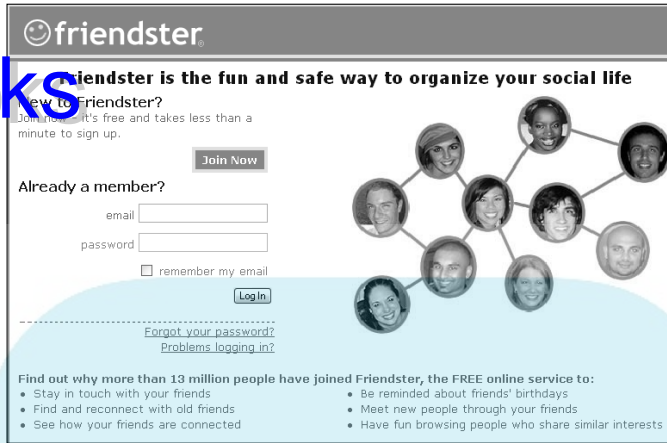 friendster®
ks
Friendster is the fun and safe way to organize your social life
New to Friendster?
Join now - it's free and takes less than a
minute to sign up.
Join Now
Already a member?
email
password
remember my email
Log In
Forgot your password?
Problems logging in?
Find out why more than 13 million people have joined Friendster, the FREE online service to:
• Stay in touch with your friends
• Find and reconnect with old friends
• See how your friends are connected
• Be reminded about friends' birthdays
• Meet new people through your friends
• Have fun browsing people who share similar interests